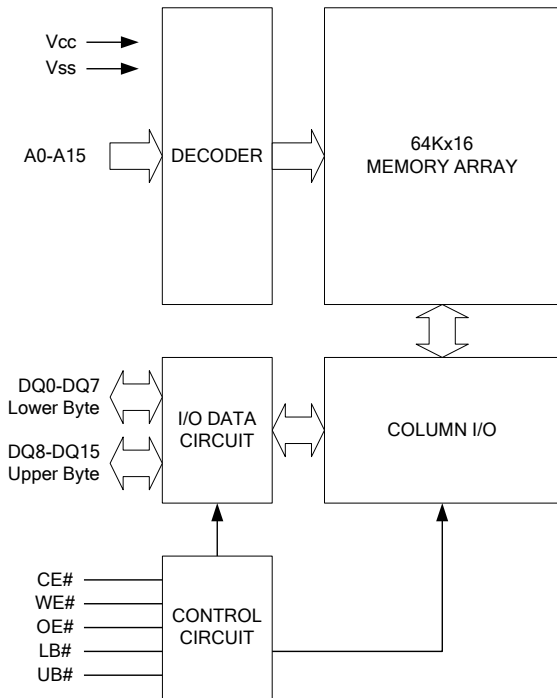 Vcc
Vss
A0-A15
DECODER
64Kx16
MEMORY ARRAY
DQ0-DQ7
Lower Byte
DQ8-DQ15
Upper Byte
I/O DATA
CIRCUIT
COLUMN I/O
CE#
WE#
OE#
LB#
UB#
CONTROL
CIRCUIT